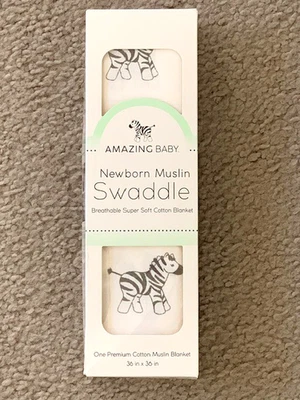 AMAZING BABY
Newborn Muslin
Swaddle
Breathable Super Soft Cotton Blanket
One Premium Cotton Muslin Blanket
36 in x 36 in